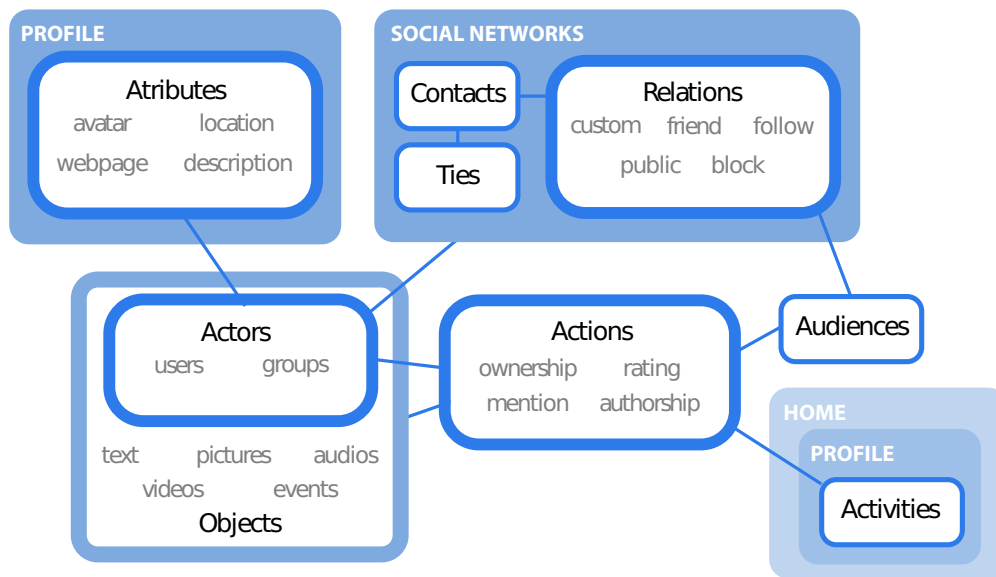 PROFILE
Atributes
avatar location
webpage description
SOCIAL NETWORKS
Contacts
Ties
Relations
custom friend follow
public block
Actors
users groups
text pictures audios
videos events
Objects
Actions
ownership rating
mention authorship
Audiences
HOME
PROFILE
Activities